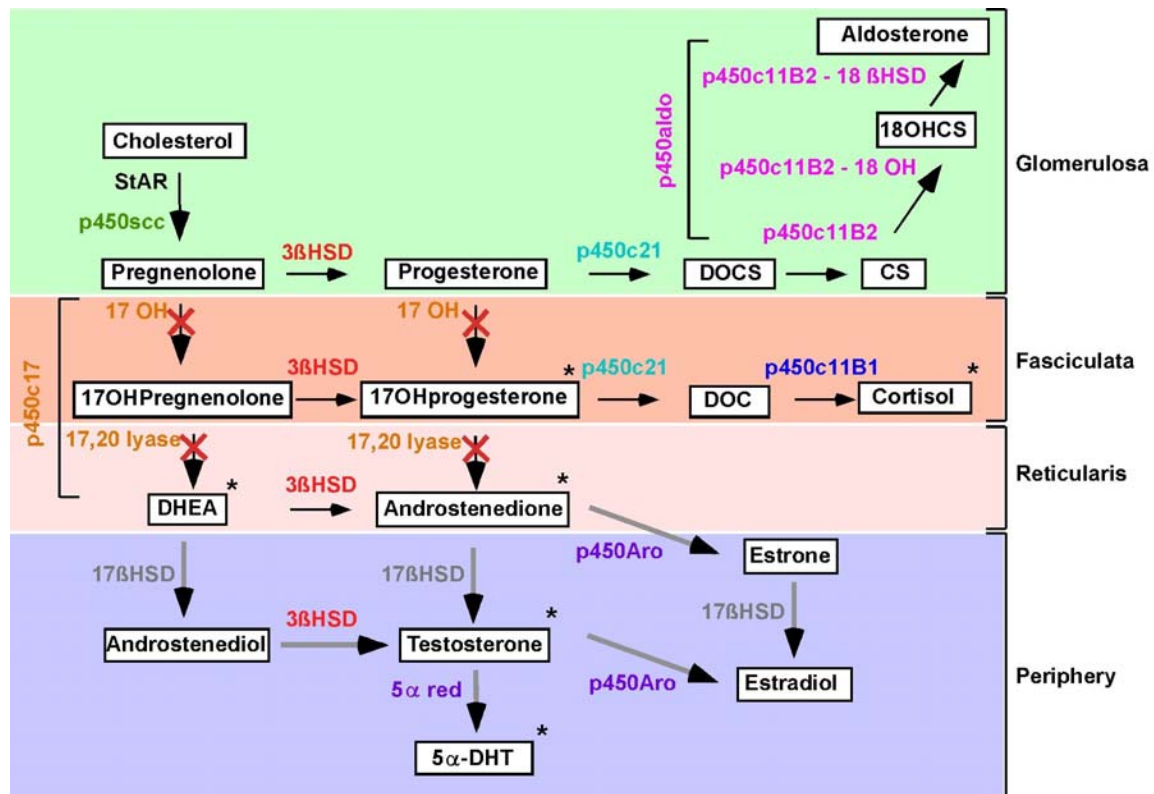 Aldosterone
p450c11B2 - 18 ßHSD
p450aldo
18OHCS
Cholesterol
Glomerulosa
StAR
p450c11B2 - 18 OH
p450scc
p450c11B2
3ßHSD
p450c21
Pregnenolone
Progesterone
DOCS
CS
17 OH
17 OH
Fasciculata
3ßHSD
*
p450c21
p450c11B1
*
p450c17
17OHPregnenolone
17OHprogesterone
DOC
Cortisol
17,20 lyase
17,20 lyase
Reticularis
*
3ßHSD
*
DHEA
Androstenedione
p450Aro
Estrone
17ßHSD
17ßHSD
17ßHSD
3ßHSD
*
Androstenediol
Testosterone
Periphery
5α red
p450Aro
Estradiol
*
5α-DHT